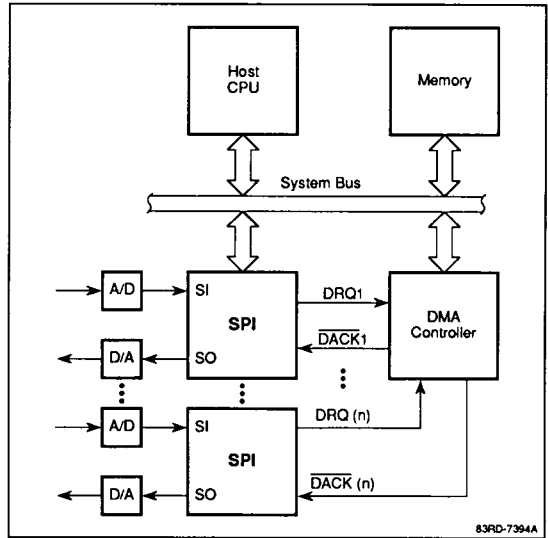 Host
CPU
Memory
System Bus
A/D
SI
SPI
DRQ1
DMA
Controller
D/A
SO
DACK1
A/D
SI
SPI
DRQ (n)
D/A
SO
DACK (n)
83RD-7394A